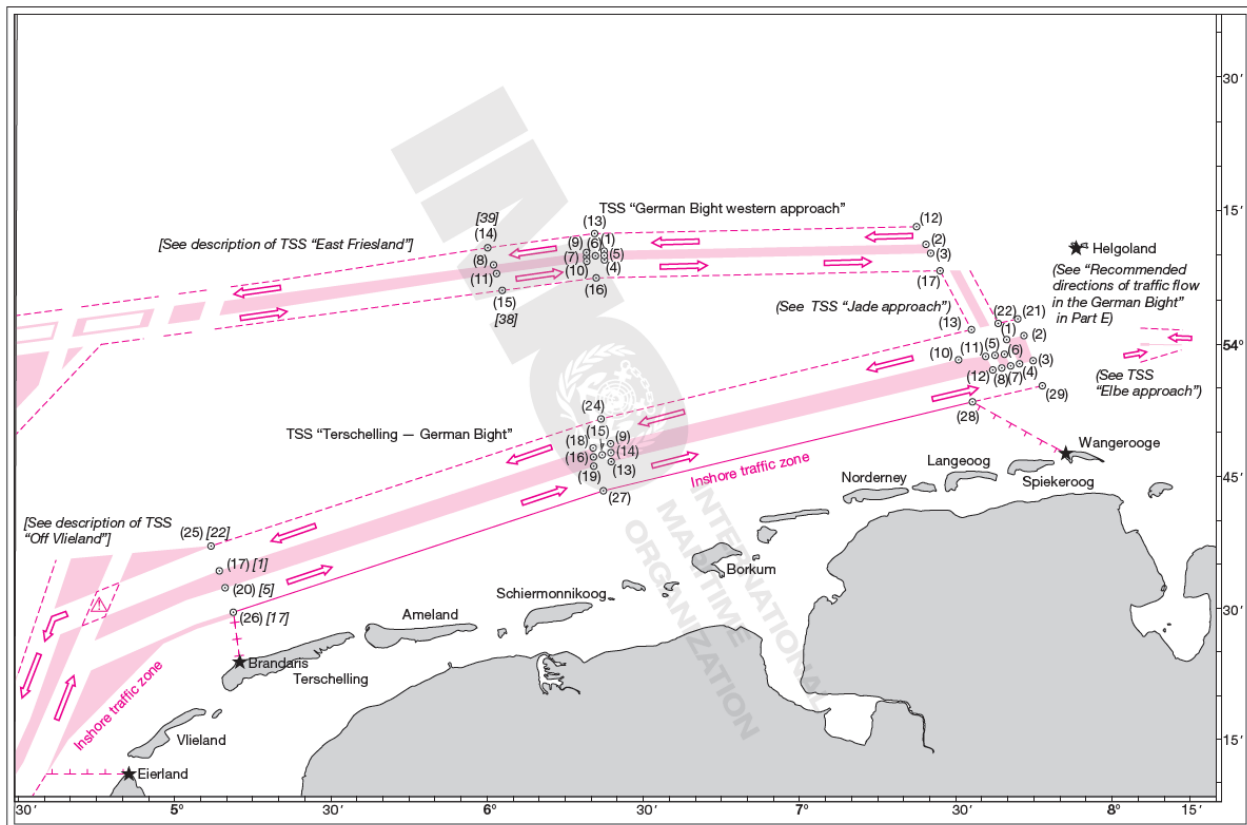 30′
15′
TSS “German Bight western approach”
[39]
(13)
(12)
(14)
[See description of TSS “East Friesland”]
(9)
(6)
(1)
(2)
Helgoland
(8)
(7)
(5)
(3)
(See “Recommended
directions of traffic flow
in the German Bight”
in Part E)
(11)
(10)
(4)
(15)
(16)
(17)
[38]
(See TSS “Jade approach”)
(22)
(21)
(13)
(1)
(2)
54′
(10)
(11)
(5)
(6)
(3)
(12)
(8)
(7)
(4)
(See TSS
“Elbe approach”)
(29)
(28)
(24)
TSS “Terschelling — German Bight”
(15)
(18)
(9)
(16)
(14)
(19)
(13)
(27)
Inshore traffic zone
Wangerooge
Langeoog
Norderney
Spiekeroog
45′
[See description of TSS
“Off Vlieland”]
(25) [22]
(17) [1]
(20) [5]
(26) [17]
Borkum
Schiermonnikoog
Ameland
30′
Brandaris
Terschelling
Inshore traffic zone
Vlieland
15′
Eierland
30′
5°
30′
6°
30′
7°
30′
8°
15′
IMO
INTERNATIONAL
MARITIME
ORGANIZATION